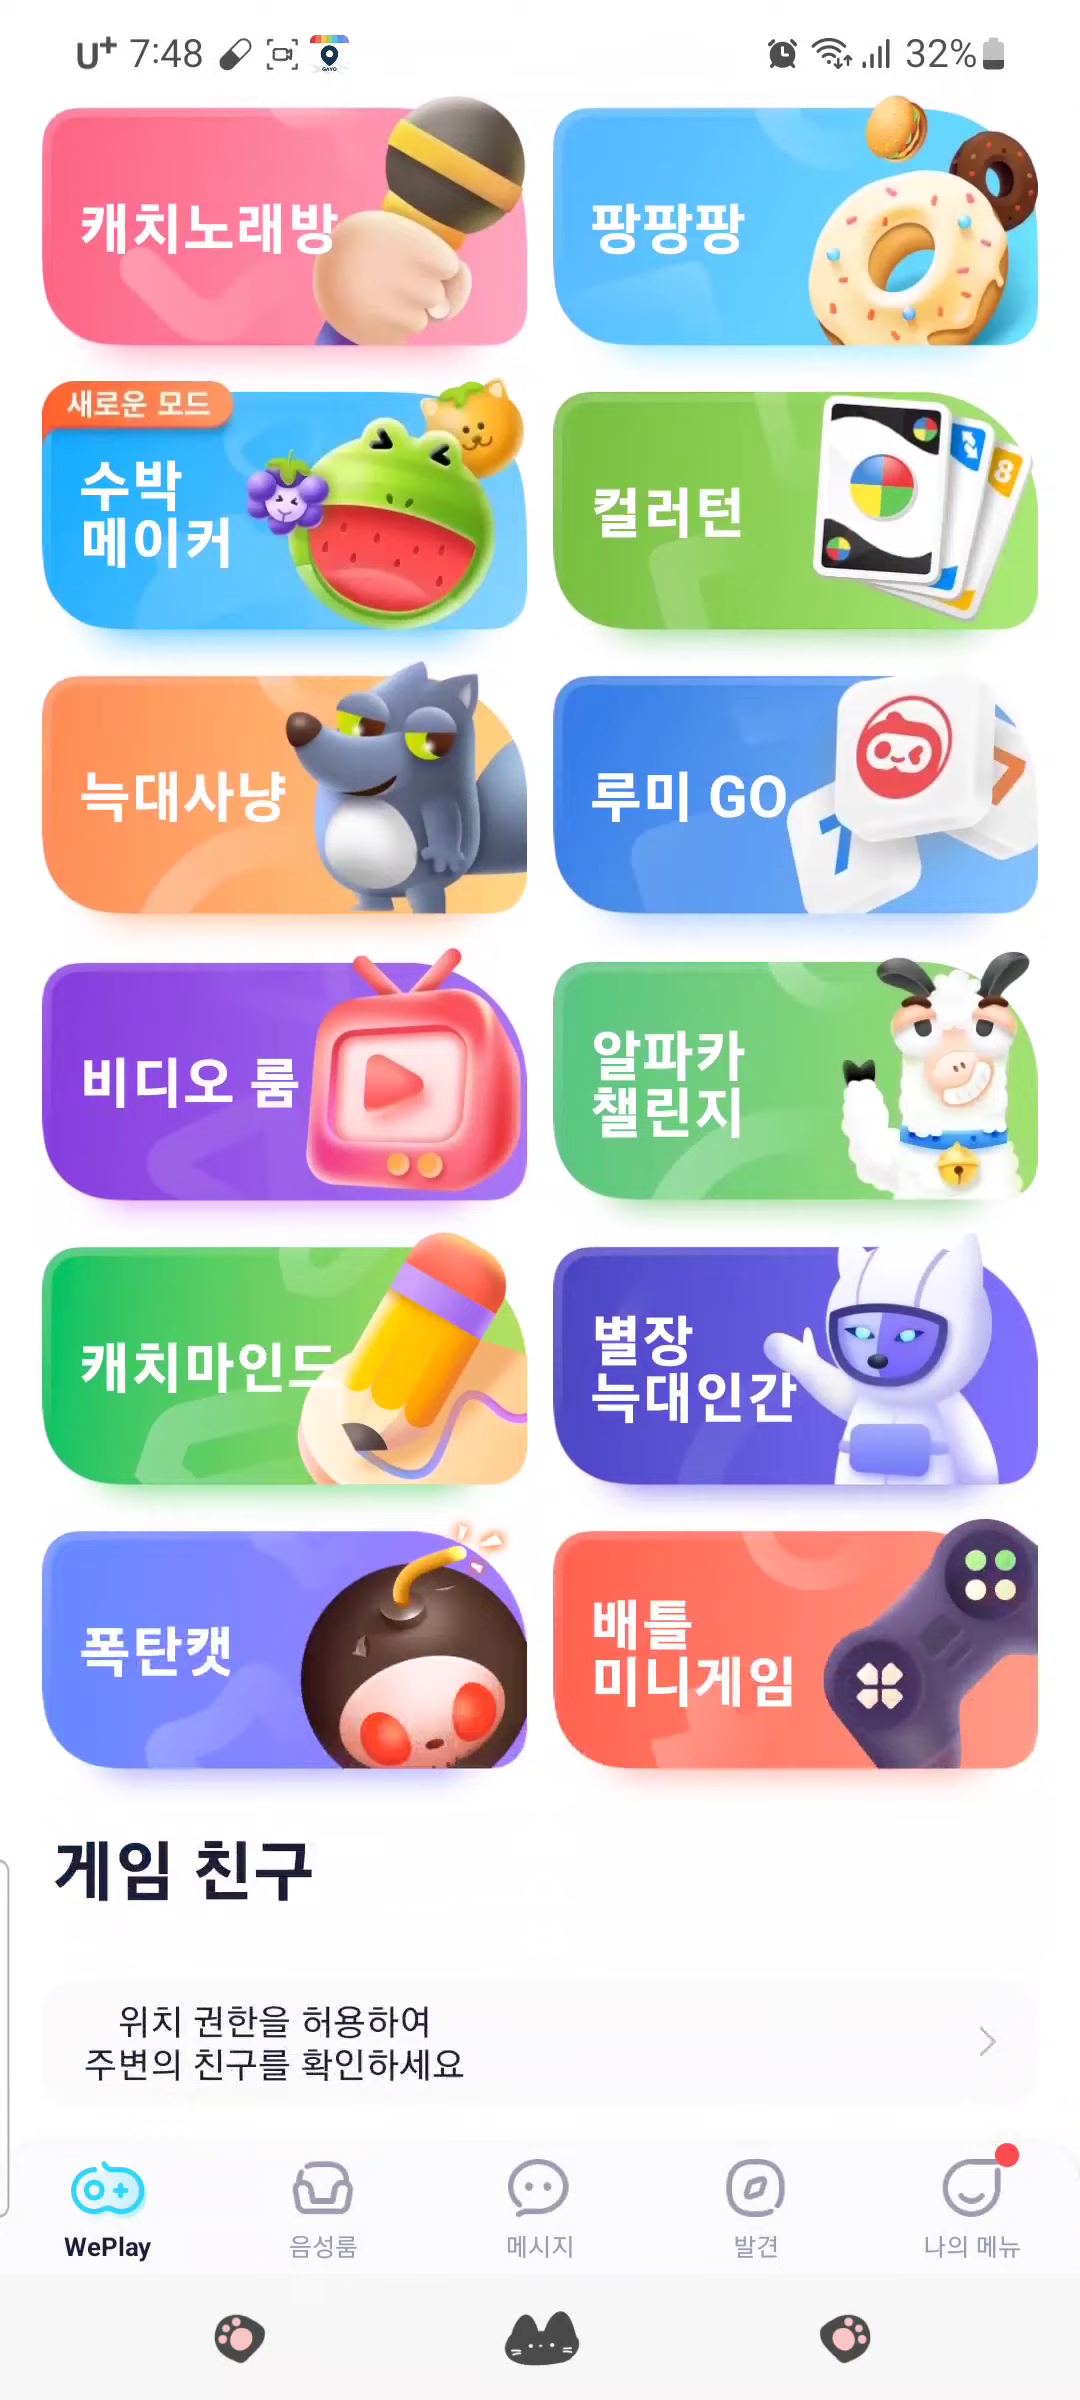 U+ 7:48
32%
캐치노래방
팡팡팡
새로운 모드
수박
메이커
컬러턴
8
늑대사냥
루미 GO
7
7
비디오 룸
알파카
챌린지
캐치마인드
별장
늑대인간
폭탄캣
배틀
미니게임
게임 친구
위치 권한을 허용하여
주변의 친구를 확인하세요
WePlay
음성룸
메시지
발견
나의 메뉴